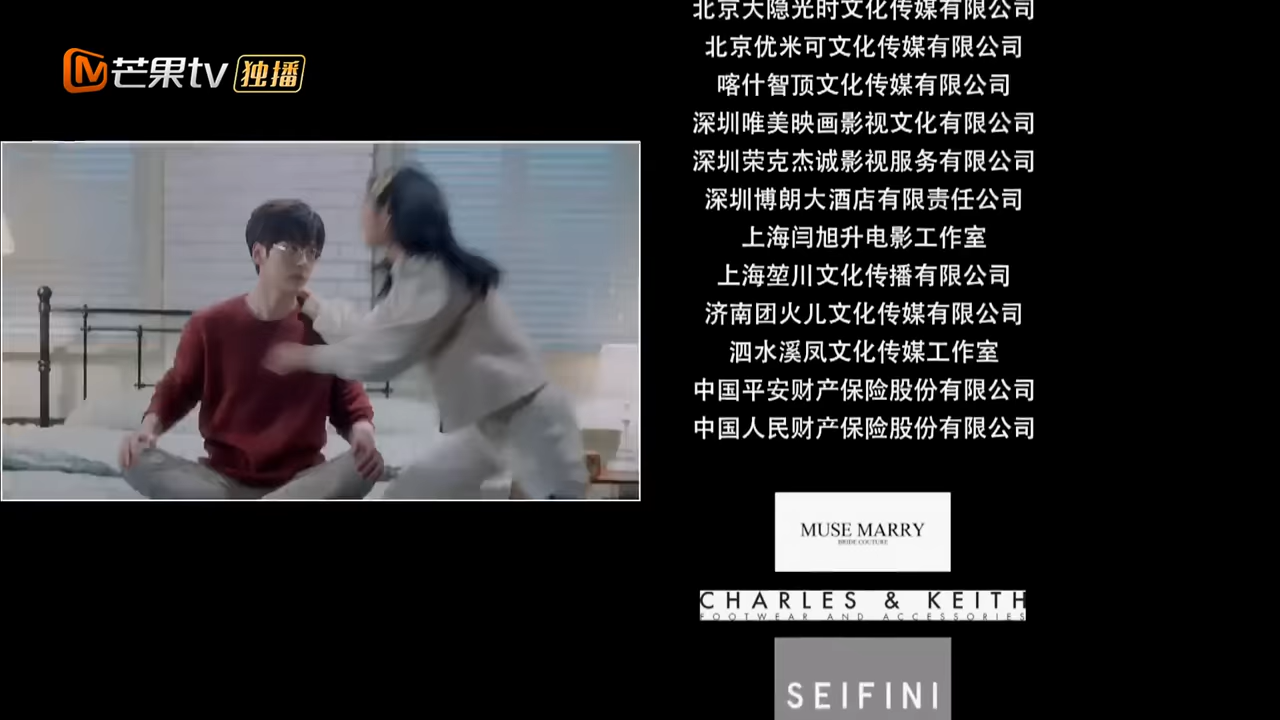 芒果tv 独播
北京大隐光时文化传媒有限公司
北京优米可文化传媒有限公司
喀什智顶文化传媒有限公司
深圳唯美映画影视文化有限公司
深圳荣克杰诚影视服务有限公司
深圳博朗大酒店有限责任公司
上海闫旭升电影工作室
上海堃川文化传播有限公司
济南团火儿文化传媒有限公司
泗水溪凤文化传媒工作室
中国平安财产保险股份有限公司
中国人民财产保险股份有限公司
MUSE MARRY
BRIDE COUTURE
CHARLES & KEITH
FOOTWEAR AND ACCESSORIES
SEIFINI